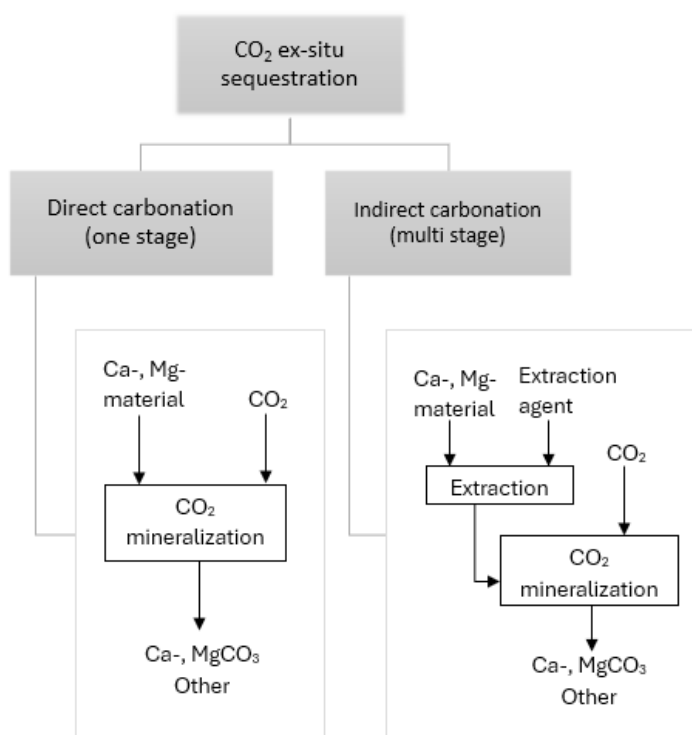 CO₂ ex-situ
sequestration
Direct carbonation
(one stage)
Indirect carbonation
(multi stage)
Ca-, Mg-
material
CO₂
CO₂
mineralization
Ca-, MgCO₃
Other
Ca-, Mg-
material
Extraction
agent
CO₂
Extraction
CO₂
mineralization
Ca-, MgCO₃
Other